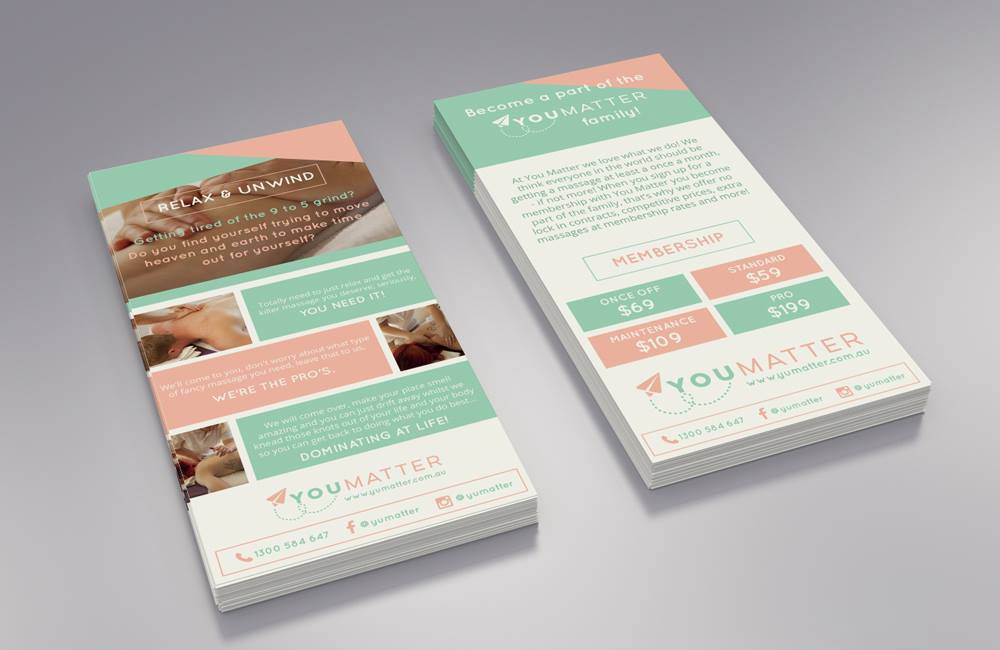 RELAX & UNWIND
Getting tired of the 9 to 5 grind?
Do you find yourself trying to move
heaven and earth to make time
out for yourself?
Totally need to just relax and get the
killer massage you deserve, seriously,
YOU NEED IT!
We'll come to you, don't worry about what type
of fancy massage you need, leave that to us.
WE'RE THE PRO'S.
We will come over, make your place smell
amazing and you can just drift away whilst we
knead those knots out of your life and your body
so you can get back to doing what you do best...
DOMINATING AT LIFE!
YOUMATTER
www.yumatter.com.au
1300 584 647 @yumatter @yumatter
Become a part of the
YOUMATTER
family!
At You Matter we love what we do! We
think everyone in the world should be
getting a massage at least a once a month,
- if not more! When you sign up for a
membership with You Matter you become
part of the family, that's why we offer no
lock in contracts, competitive prices, extra
massages at membership rates and more!
MEMBERSHIP
ONCE OFF
$69
STANDARD
$59
MAINTENANCE
$109
PRO
$199
YOUMATTER
www.yumatter.com.au
1300 584 647 @yumatter @yumatter